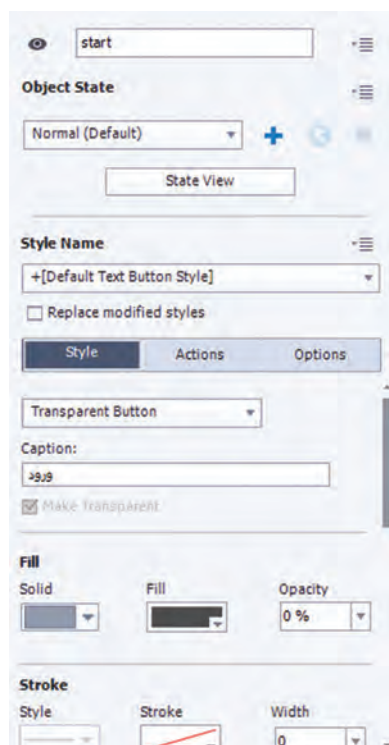 start
Object State
Normal (Default)
State View
Style Name
+[Default Text Button Style]
Replace modified styles
Style Actions Options
Transparent Button
Caption:
ورود
Make Transparent
Fill
Solid Fill Opacity
0 %
Stroke
Style Stroke Width
0